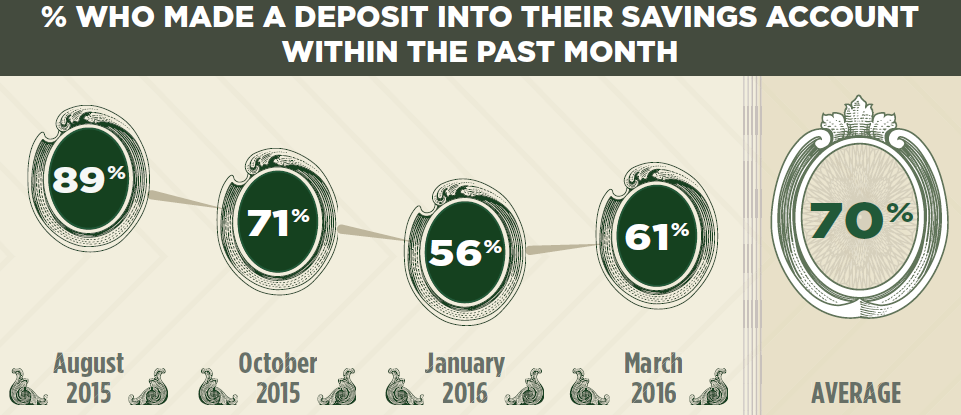 % WHO MADE A DEPOSIT INTO THEIR SAVINGS ACCOUNT
WITHIN THE PAST MONTH
89%
71%
56%
61%
70%
August
2015
October
2015
January
2016
March
2016
AVERAGE